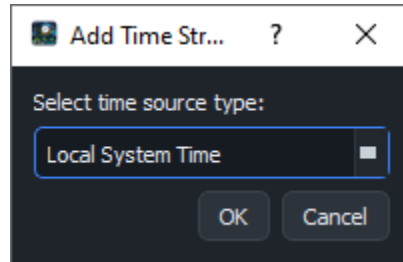 Add Time Str... ?
Select time source type:
Local System Time
OK Cancel